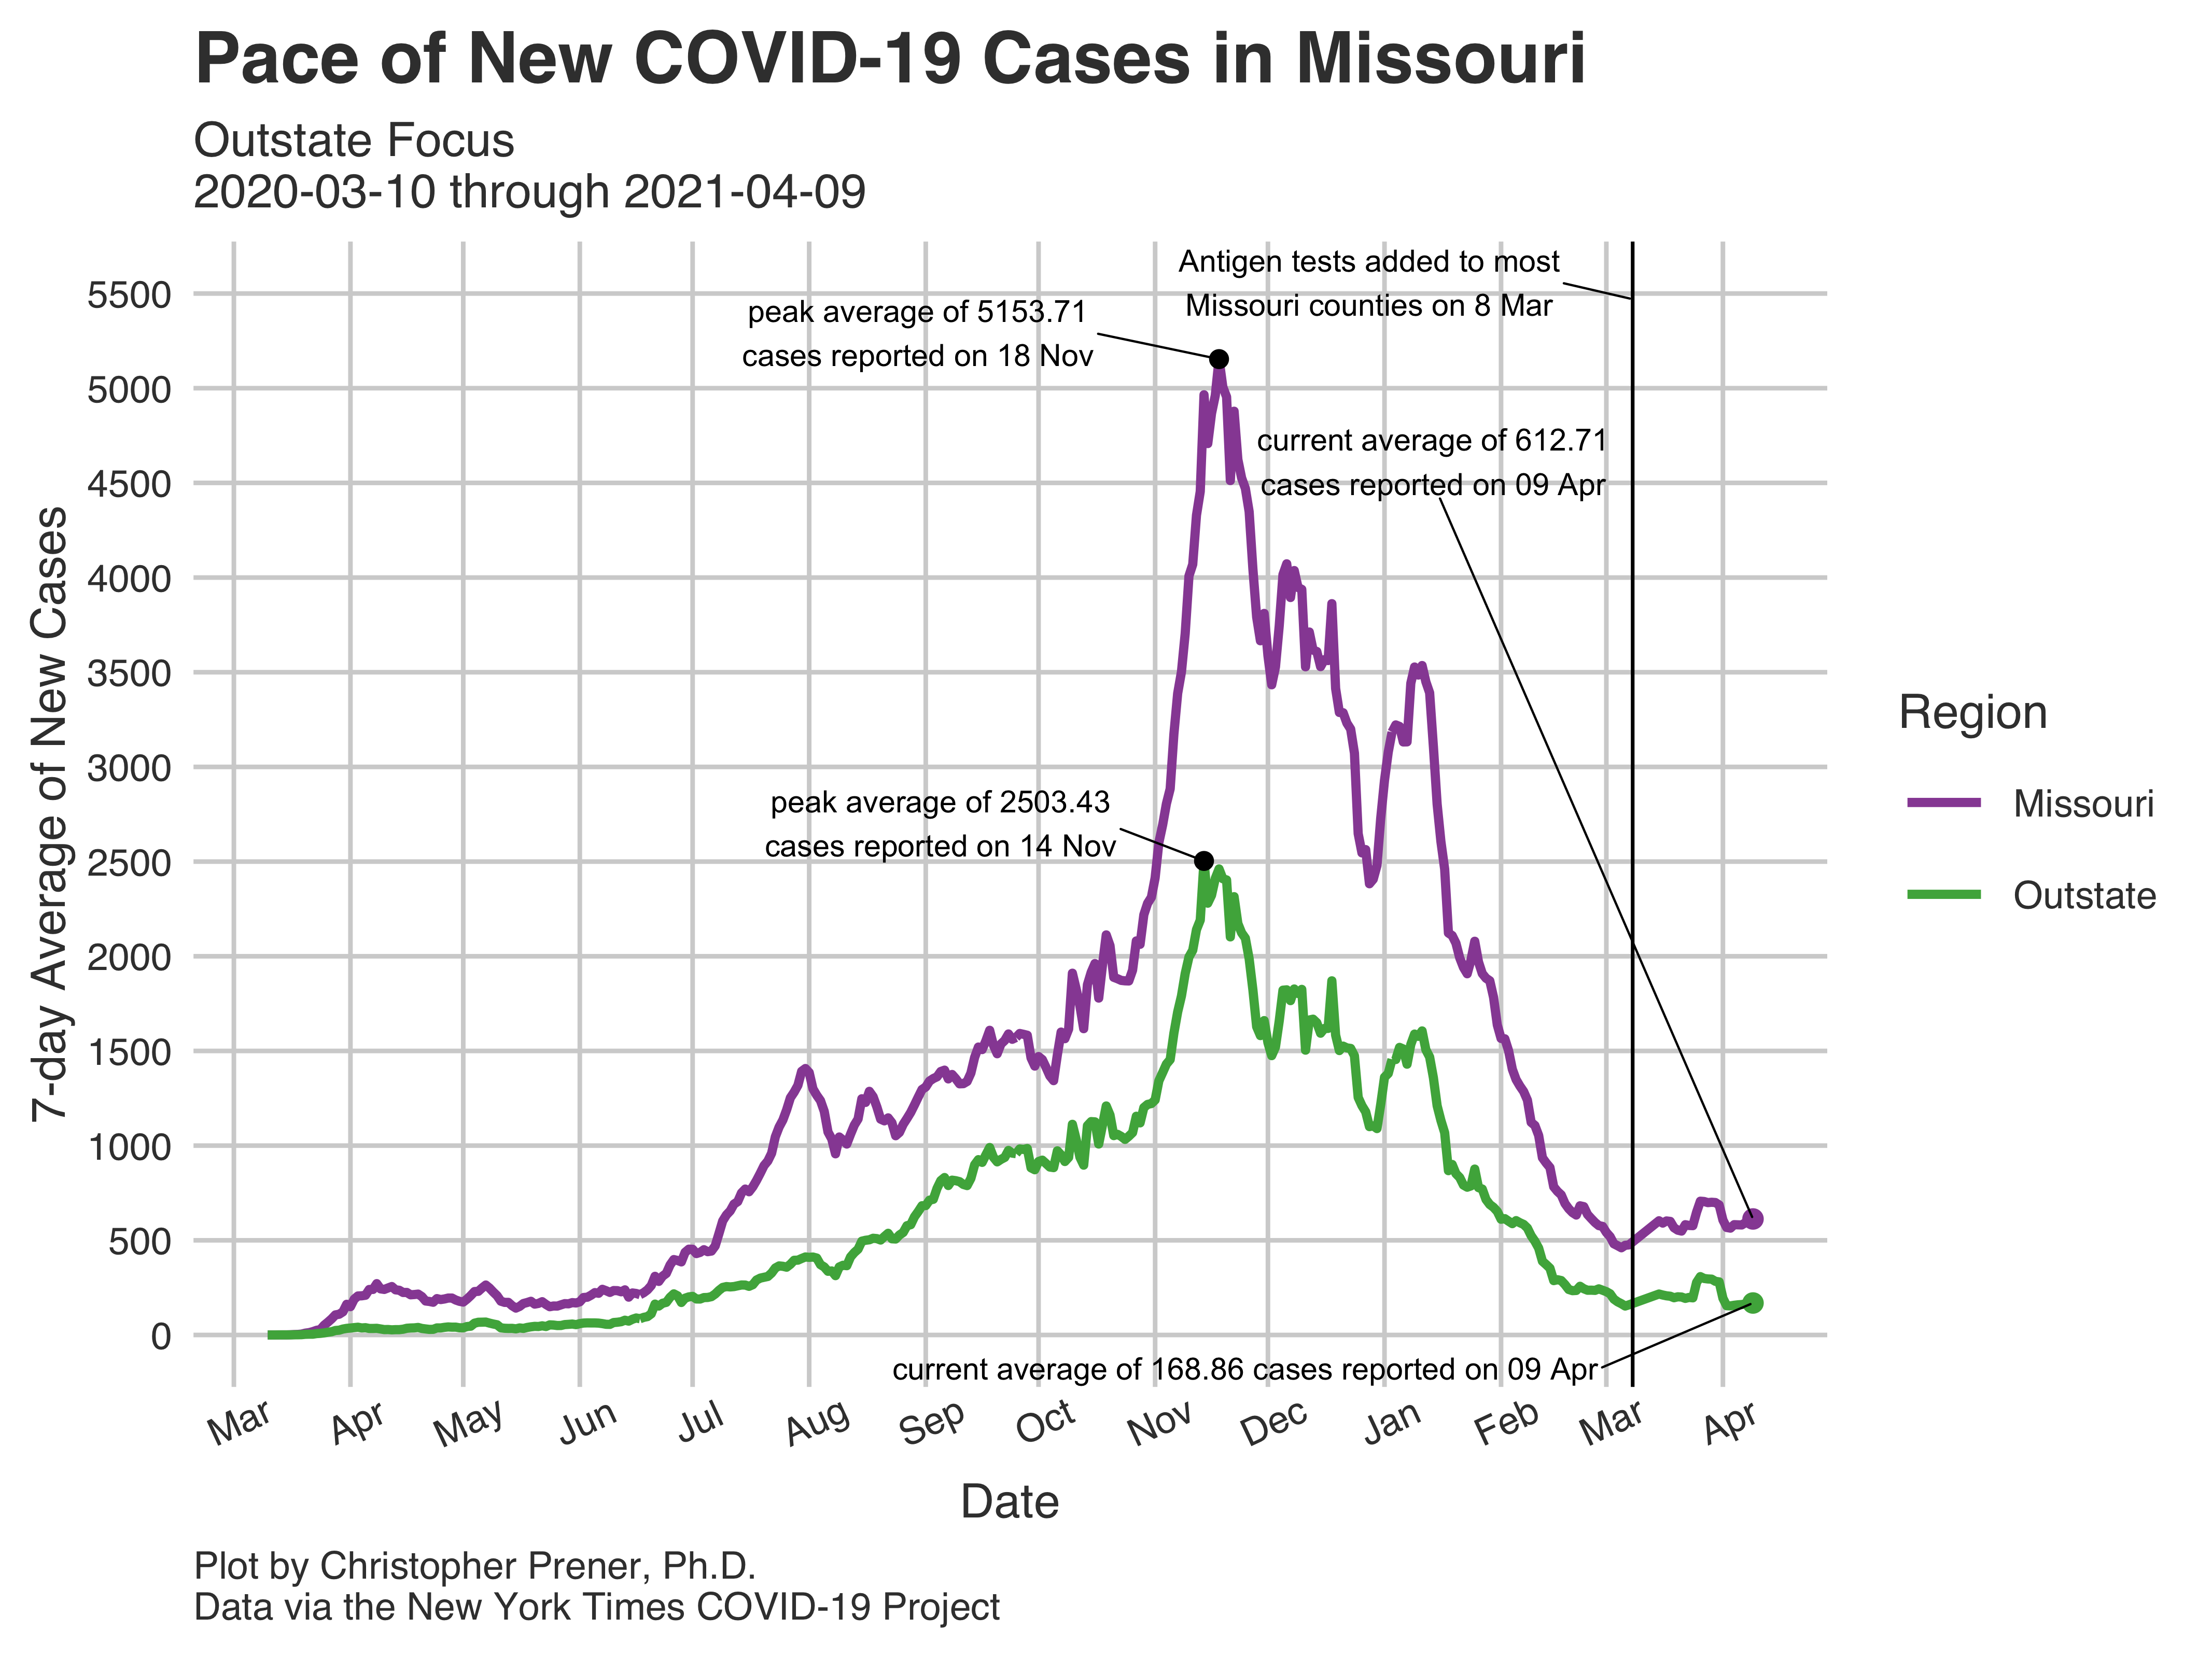 Pace of New COVID-19 Cases in Missouri
Outstate Focus
2020-03-10 through 2021-04-09
7-day Average of New Cases
5500
5000
4500
4000
3500
3000
2500
2000
1500
1000
500
0
Antigen tests added to most
Missouri counties on 8 Mar
peak average of 5153.71
cases reported on 18 Nov
current average of 612.71
cases reported on 09 Apr
peak average of 2503.43
cases reported on 14 Nov
current average of 168.86 cases reported on 09 Apr
Mar Apr May Jun Jul Aug Sep Oct Nov Dec Jan Feb Mar Apr
Date
Region
Missouri
Outstate
Plot by Christopher Prener, Ph.D.
Data via the New York Times COVID-19 Project